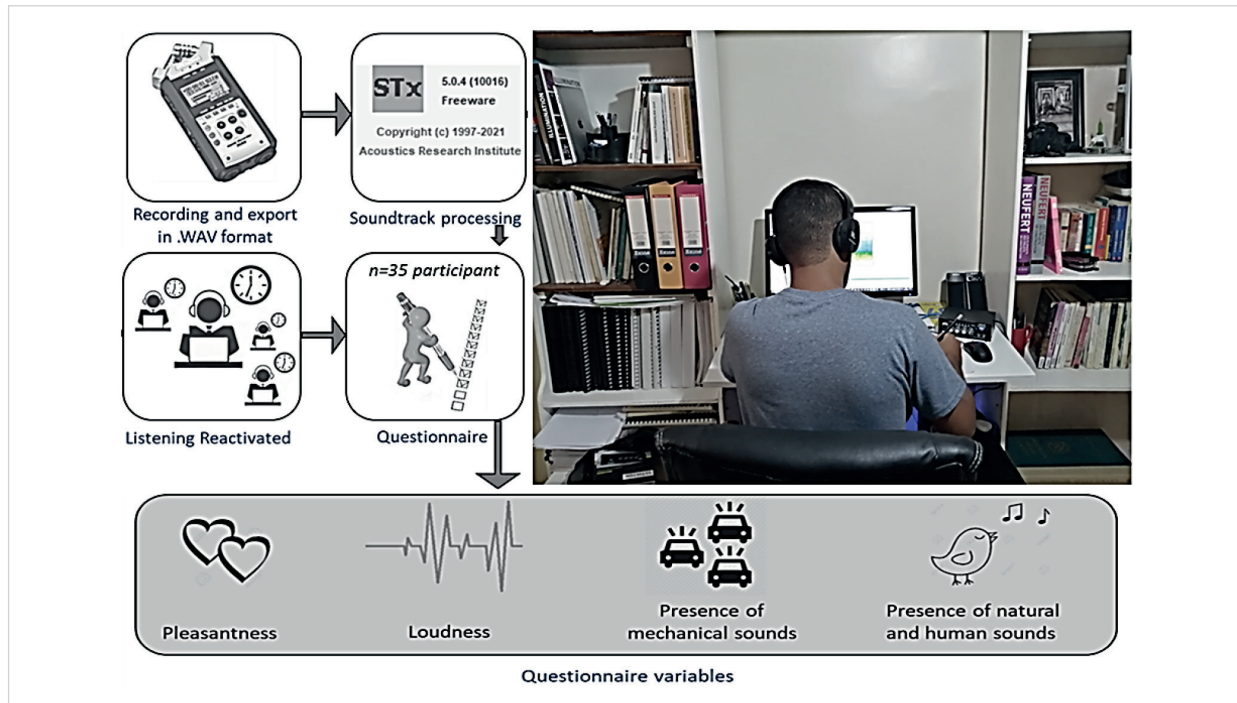 STx
5.0.4 (10016)
Freeware
Copyright (c) 1997-2021
Acoustics Research Institute
Recording and export
in .WAV format
Soundtrack processing
n=35 participant
Listening Reactivated
Questionnaire
ILLUMINATION
NEUFERT
NEUFERT
Pleasantness
Loudness
Presence of
mechanical sounds
Presence of natural
and human sounds
Questionnaire variables